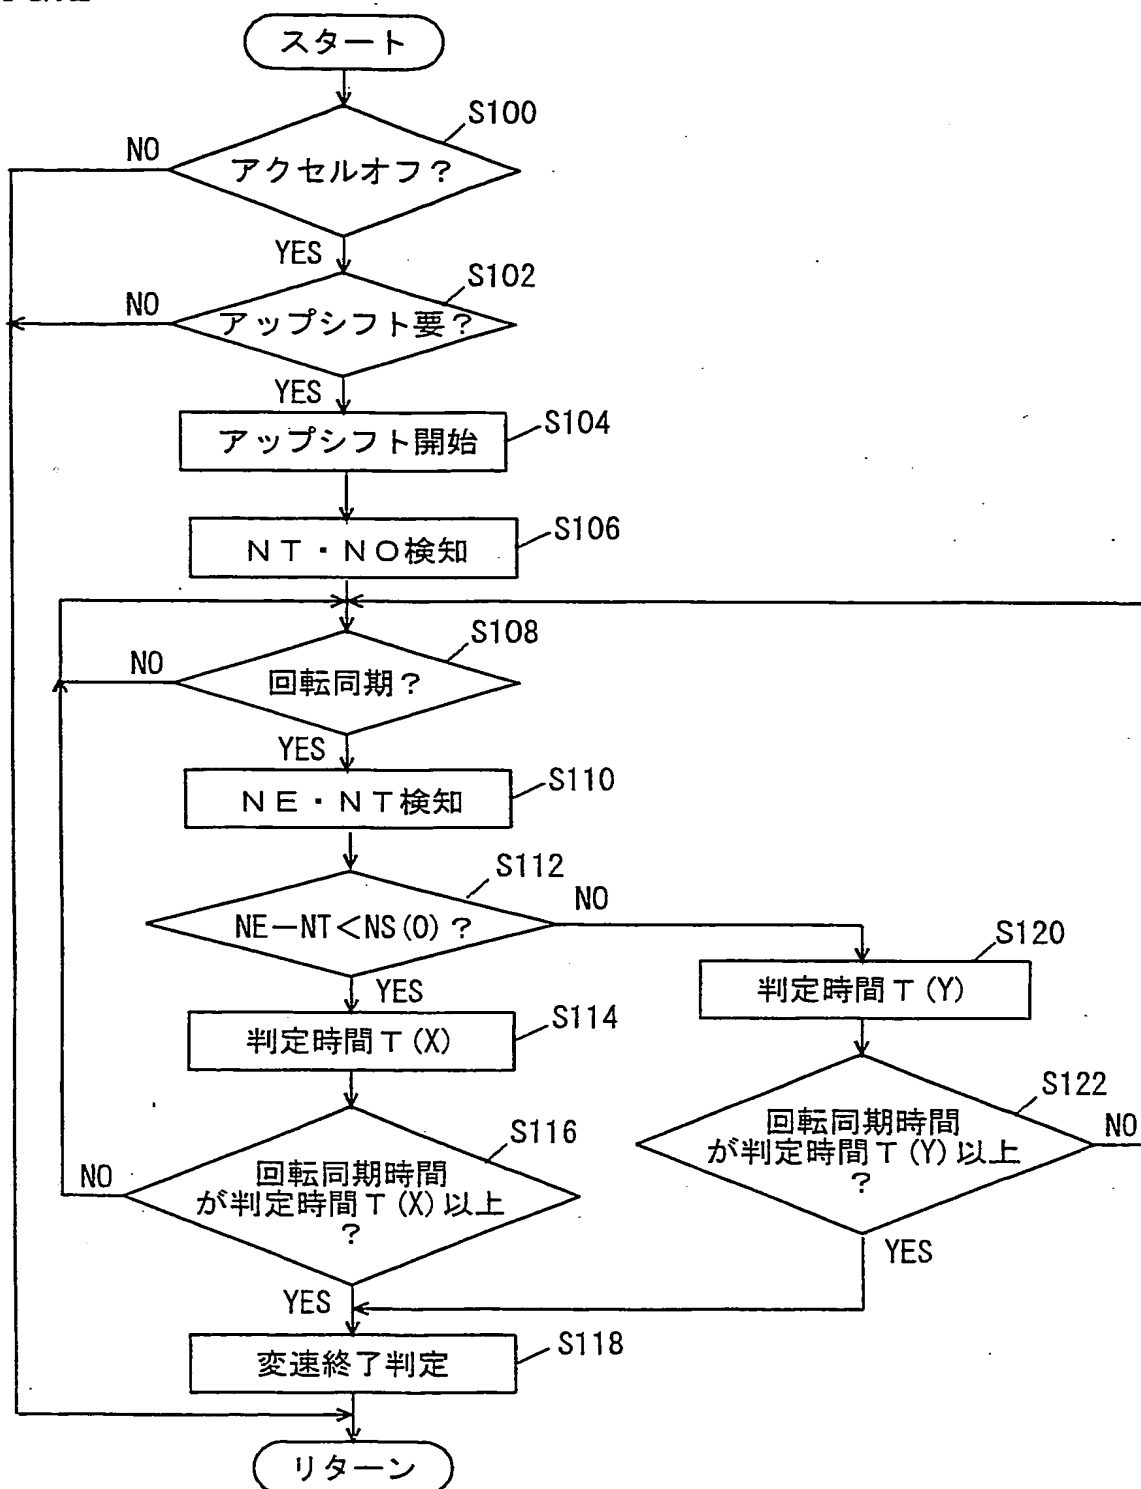 スタート
S100
NO
アクセルオフ？
YES
S102
NO
アップシフト要？
YES
S104
アップシフト開始
S106
ＮＴ・ＮＯ検知
S108
NO
回転同期？
YES
S110
ＮＥ・ＮＴ検知
S112
NO
NE－NT＜NS(0)？
S120
判定時間Ｔ(Y)
YES
S114
判定時間Ｔ(X)
S122
回転同期時間
が判定時間Ｔ(Y)以上
？
NO
S116
回転同期時間
が判定時間Ｔ(X)以上
？
NO
YES
YES
S118
変速終了判定
リターン